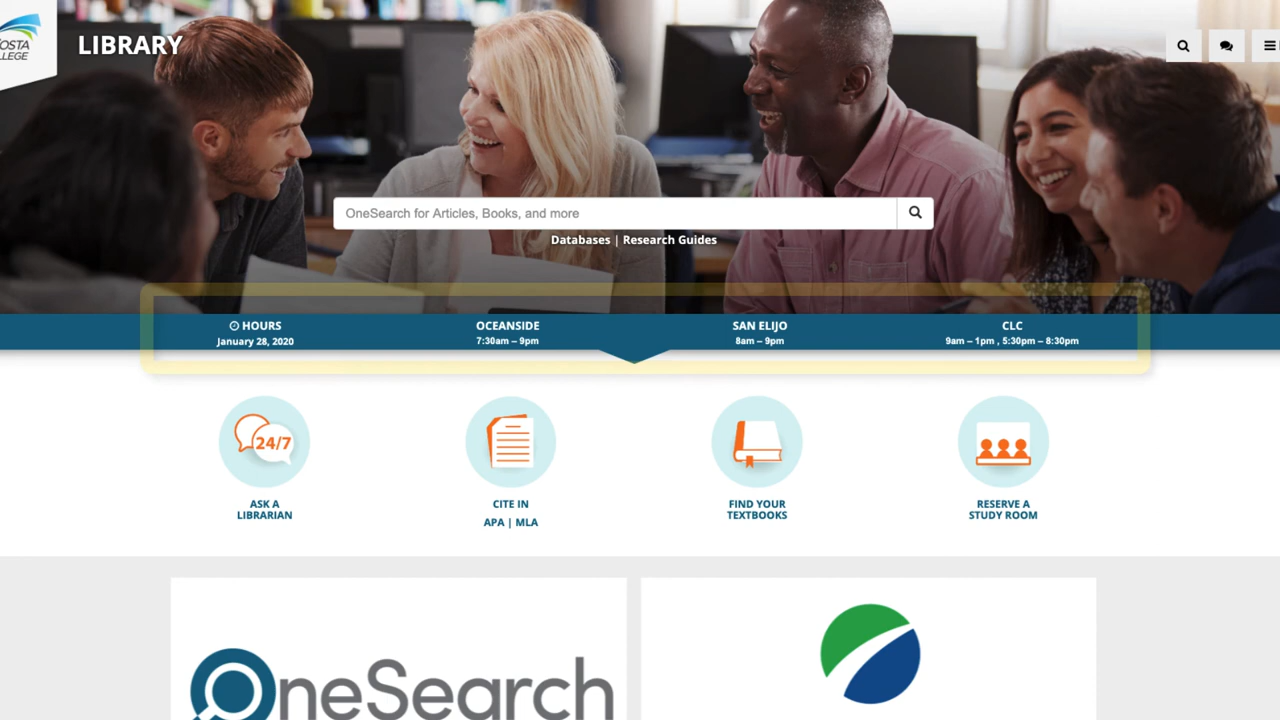 OSTA
LLEGE
LIBRARY
OneSearch for Articles, Books, and more
Databases | Research Guides
HOURS
January 28, 2020
OCEANSIDE
7:30am – 9pm
SAN ELIJO
8am – 9pm
CLC
9am – 1pm , 5:30pm – 8:30pm
24/7
ASK A
LIBRARIAN
CITE IN
APA | MLA
FIND YOUR
TEXTBOOKS
RESERVE A
STUDY ROOM
OneSearch